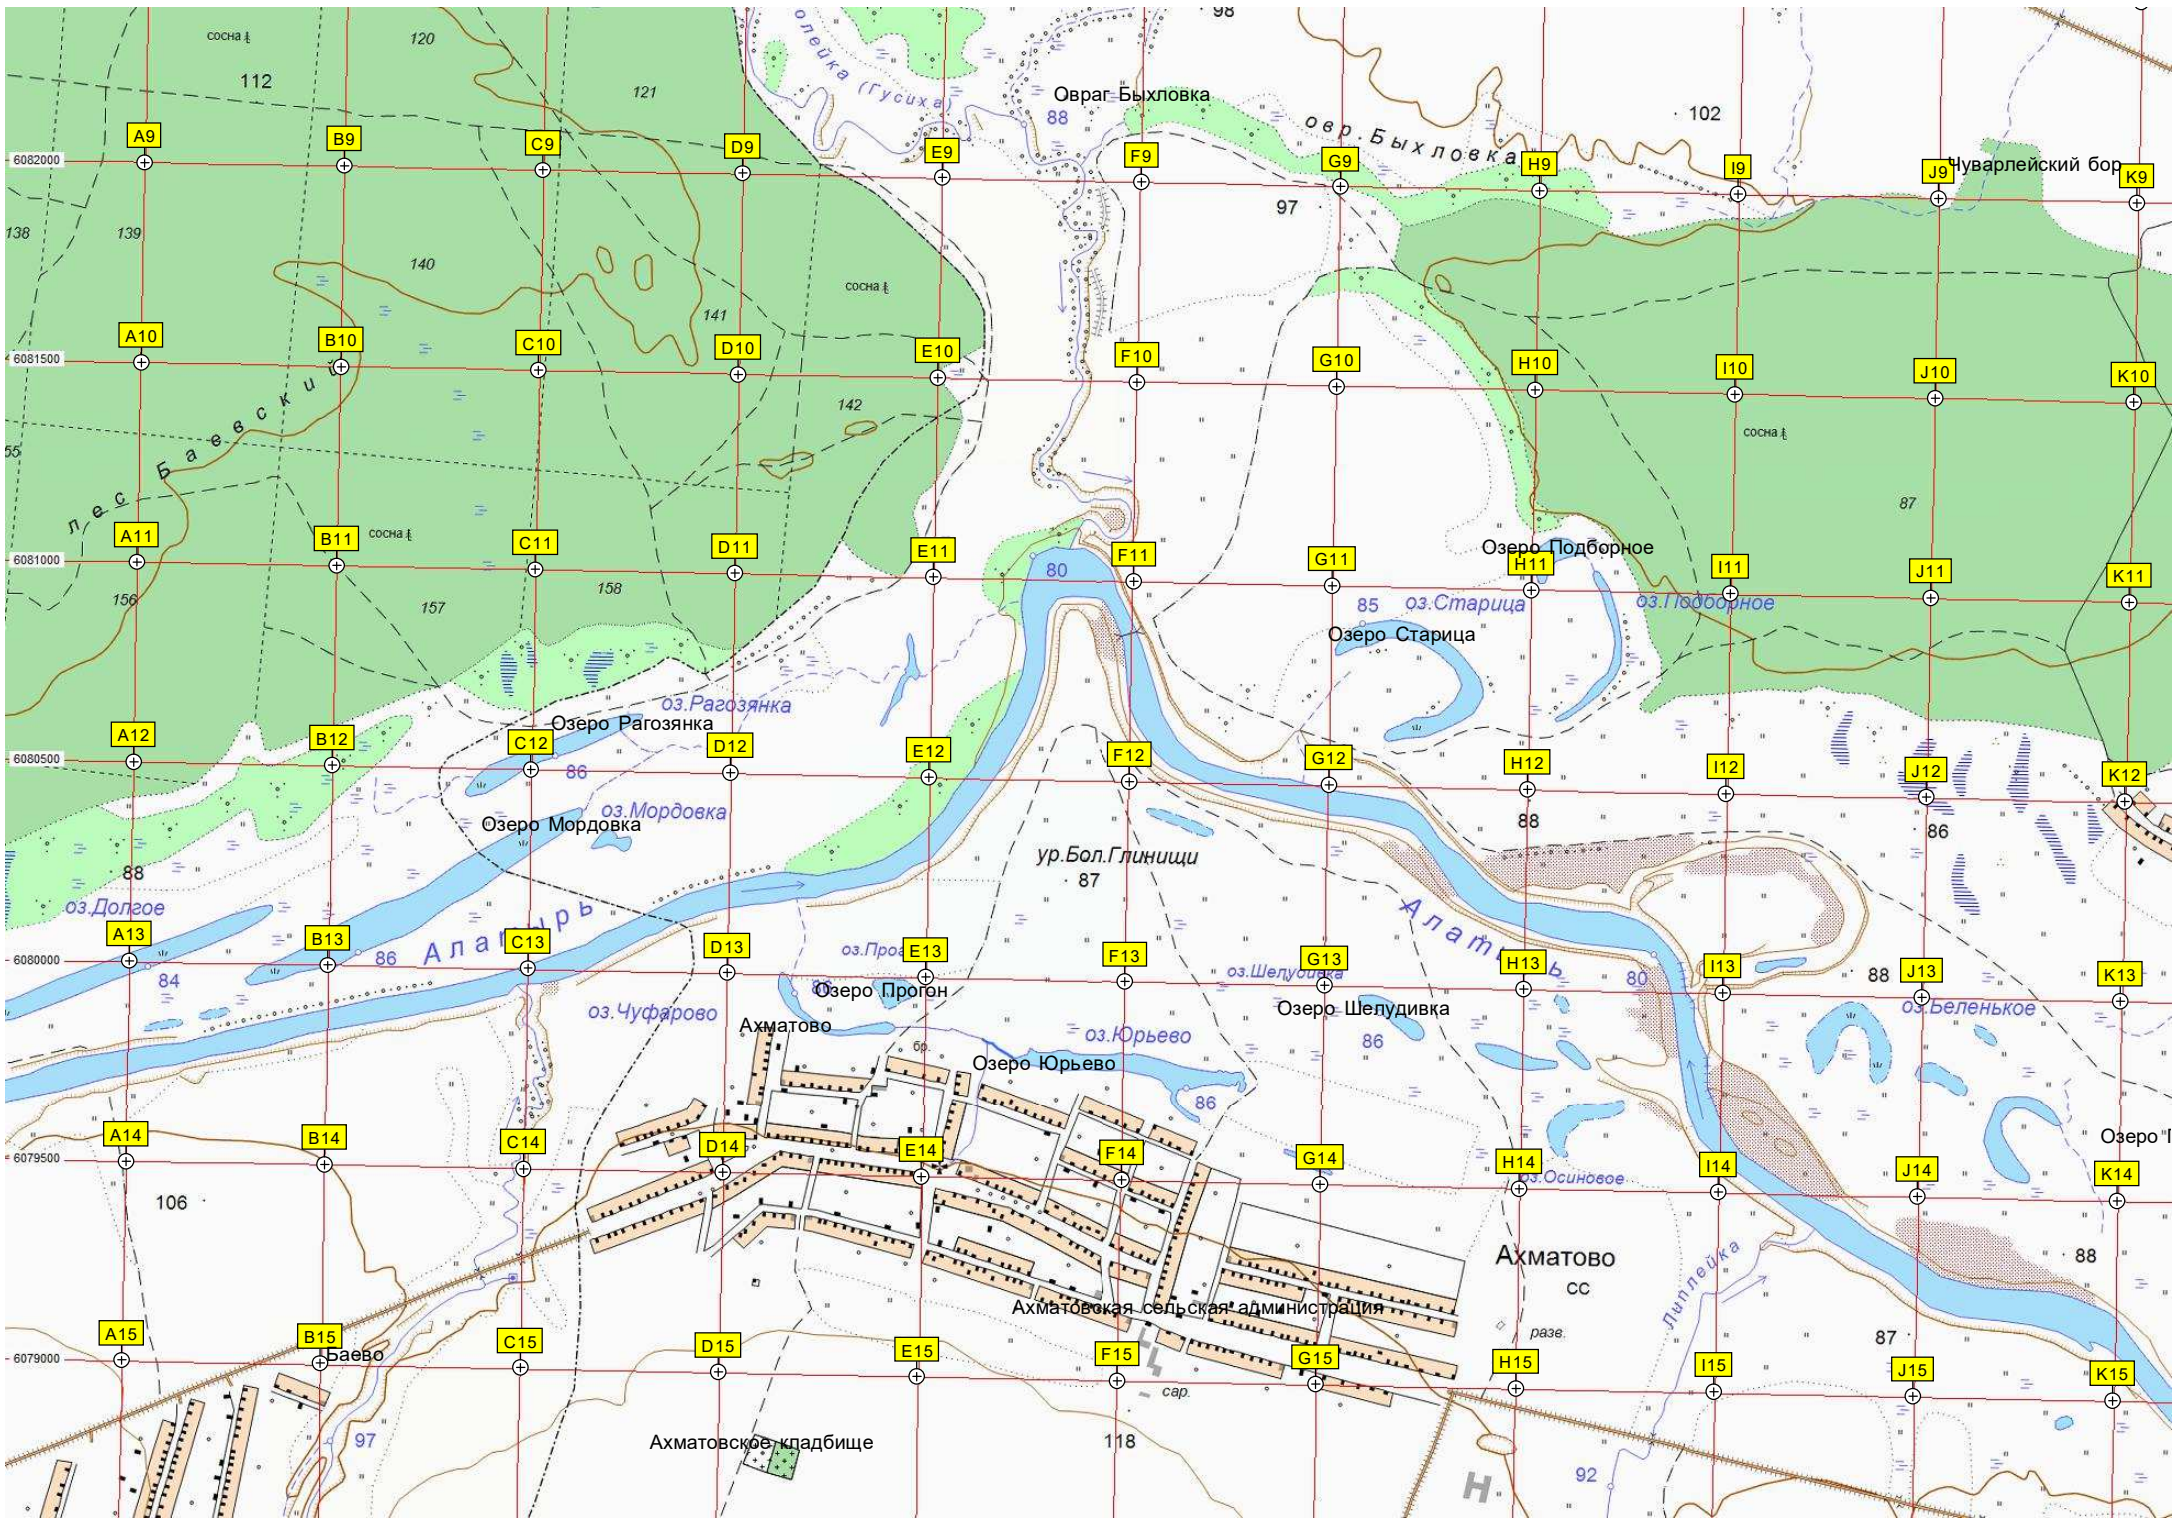 98
сосна
120
112
121
олейка (Гусиха)
88
Овраг Быхловка
овр. Быхловка
102
A9
B9
C9
D9
E9
F9
G9
H9
I9
J9
Чуварлейский бор
K9
6082000
138
139
140
97
сосна
141
A10
B10
C10
D10
E10
F10
G10
H10
I10
J10
K10
6081500
142
сосна
лес Баевский
55
87
A11
B11
сосна
C11
D11
E11
F11
G11
Озеро Подборное
H11
I11
J11
K11
6081000
80
156
157
158
85
оз.Старица
оз.Подборное
Озеро Старица
оз.Рагозянка
Озеро Рагозянка
A12
B12
C12
D12
E12
F12
G12
H12
I12
J12
K12
6080500
86
оз.Мордовка
Озеро Мордовка
88
86
ур.Бол.Глинищи
87
88
оз.Долгое
Алатырь
Алатырь
A13
B13
C13
D13
E13
F13
G13
H13
I13
J13
K13
6080000
84
86
Озеро Прогон
оз.Шелудивка
Озеро Шелудивка
80
88
оз.Беленькое
оз.Чуфарово
Ахматово
оз.Юрьево
86
бр.
Озеро Юрьево
86
A14
B14
C14
D14
E14
F14
G14
H14
I14
J14
K14
6079500
106
Ахматово
сс
88
Липлейка
Ахматовская сельская администрация
разв.
87
A15
B15
C15
D15
E15
F15
G15
H15
I15
J15
K15
6079000
Баево
сар.
97
Ахматовское кладбище
118
92
Н